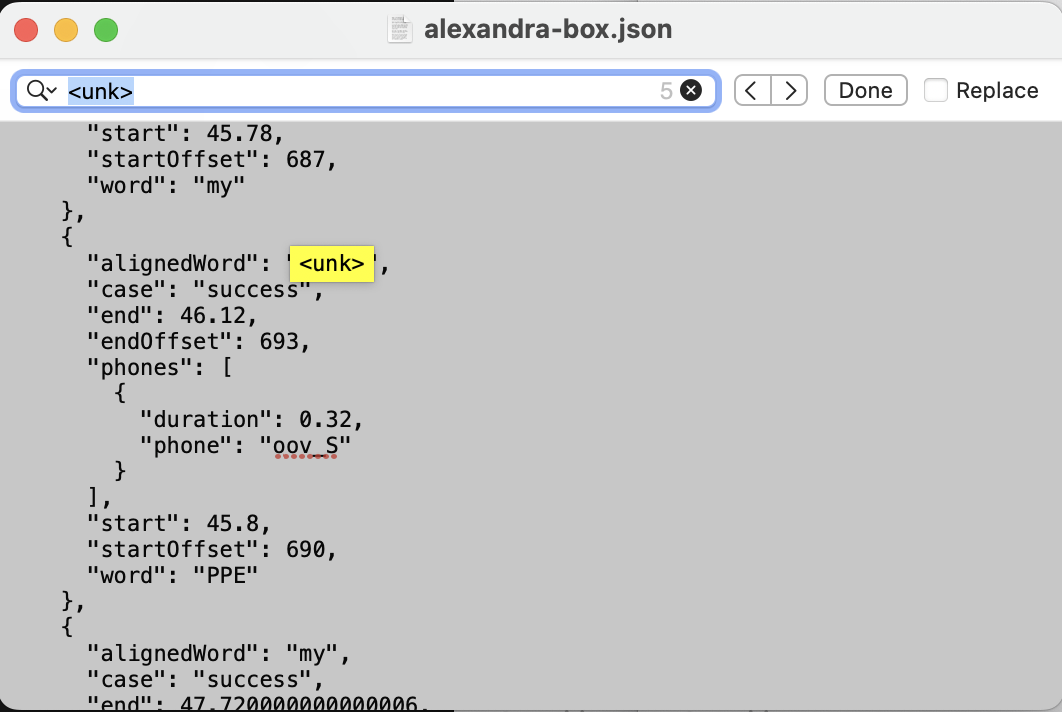 alexandra-box.json
<unk> 5 Done Replace
"start": 45.78,
"startOffset": 687,
"word": "my"
},
{
"alignedWord": "<unk>",
"case": "success",
"end": 46.12,
"endOffset": 693,
"phones": [
{
"duration": 0.32,
"phone": "oov_S"
}
],
"start": 45.8,
"startOffset": 690,
"word": "PPE"
},
{
"alignedWord": "my",
"case": "success",
"end": 47.720000000000006,